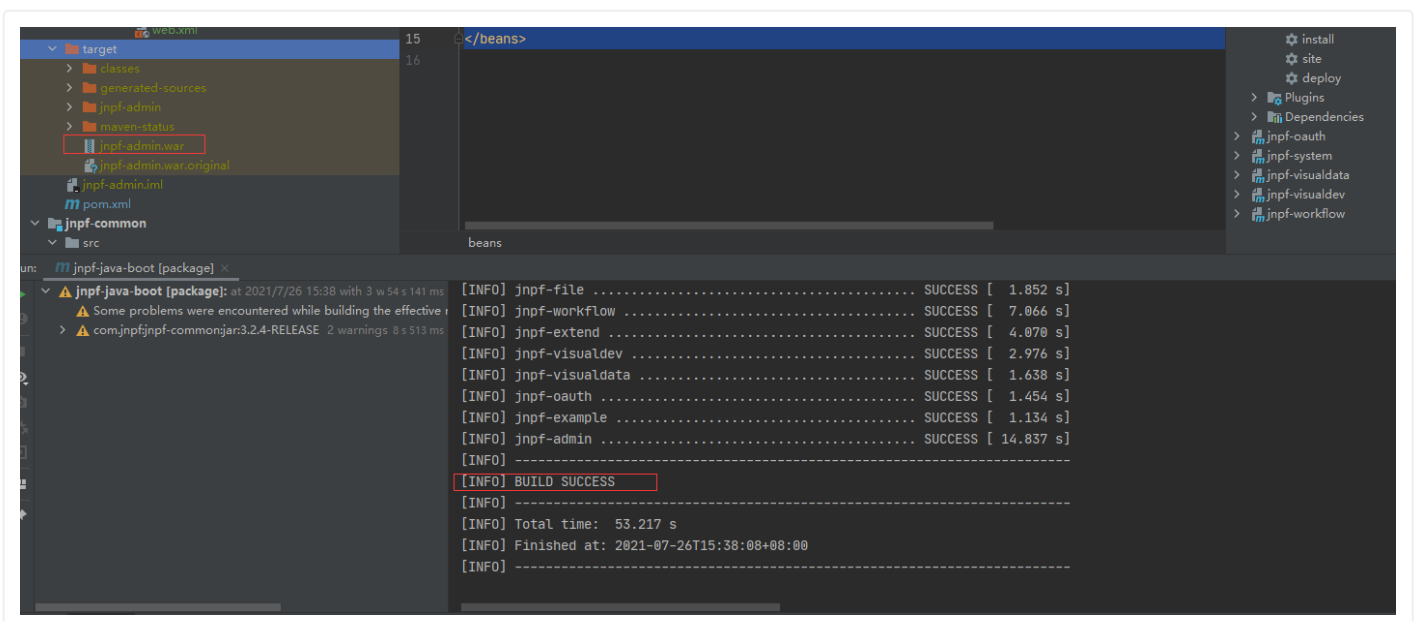 web.xml
target
classes
generated-sources
jnpf-admin
maven-status
jnpf-admin.war
jnpf-admin.war.original
jnpf-admin.iml
pom.xml
jnpf-common
src
15 </beans>
16
beans
install
site
deploy
Plugins
Dependencies
jnpf-oauth
jnpf-system
jnpf-visualdata
jnpf-visualdev
jnpf-workflow
un: jnpf-java-boot [package] ×
jnpf-java-boot [package]: at 2021/7/26 15:38 with 3 w 54 s 141 ms
Some problems were encountered while building the effective
com.jnpf:jnpf-common:jar:3.2.4-RELEASE 2 warnings 8 s 513 ms
[INFO] jnpf-file .......................................... SUCCESS [  1.852 s]
[INFO] jnpf-workflow ...................................... SUCCESS [  7.066 s]
[INFO] jnpf-extend ........................................ SUCCESS [  4.070 s]
[INFO] jnpf-visualdev ..................................... SUCCESS [  2.976 s]
[INFO] jnpf-visualdata .................................... SUCCESS [  1.638 s]
[INFO] jnpf-oauth ......................................... SUCCESS [  1.454 s]
[INFO] jnpf-example ....................................... SUCCESS [  1.134 s]
[INFO] jnpf-admin ......................................... SUCCESS [ 14.837 s]
[INFO] ------------------------------------------------------------------------
[INFO] BUILD SUCCESS
[INFO] ------------------------------------------------------------------------
[INFO] Total time:  53.217 s
[INFO] Finished at: 2021-07-26T15:38:08+08:00
[INFO] ------------------------------------------------------------------------